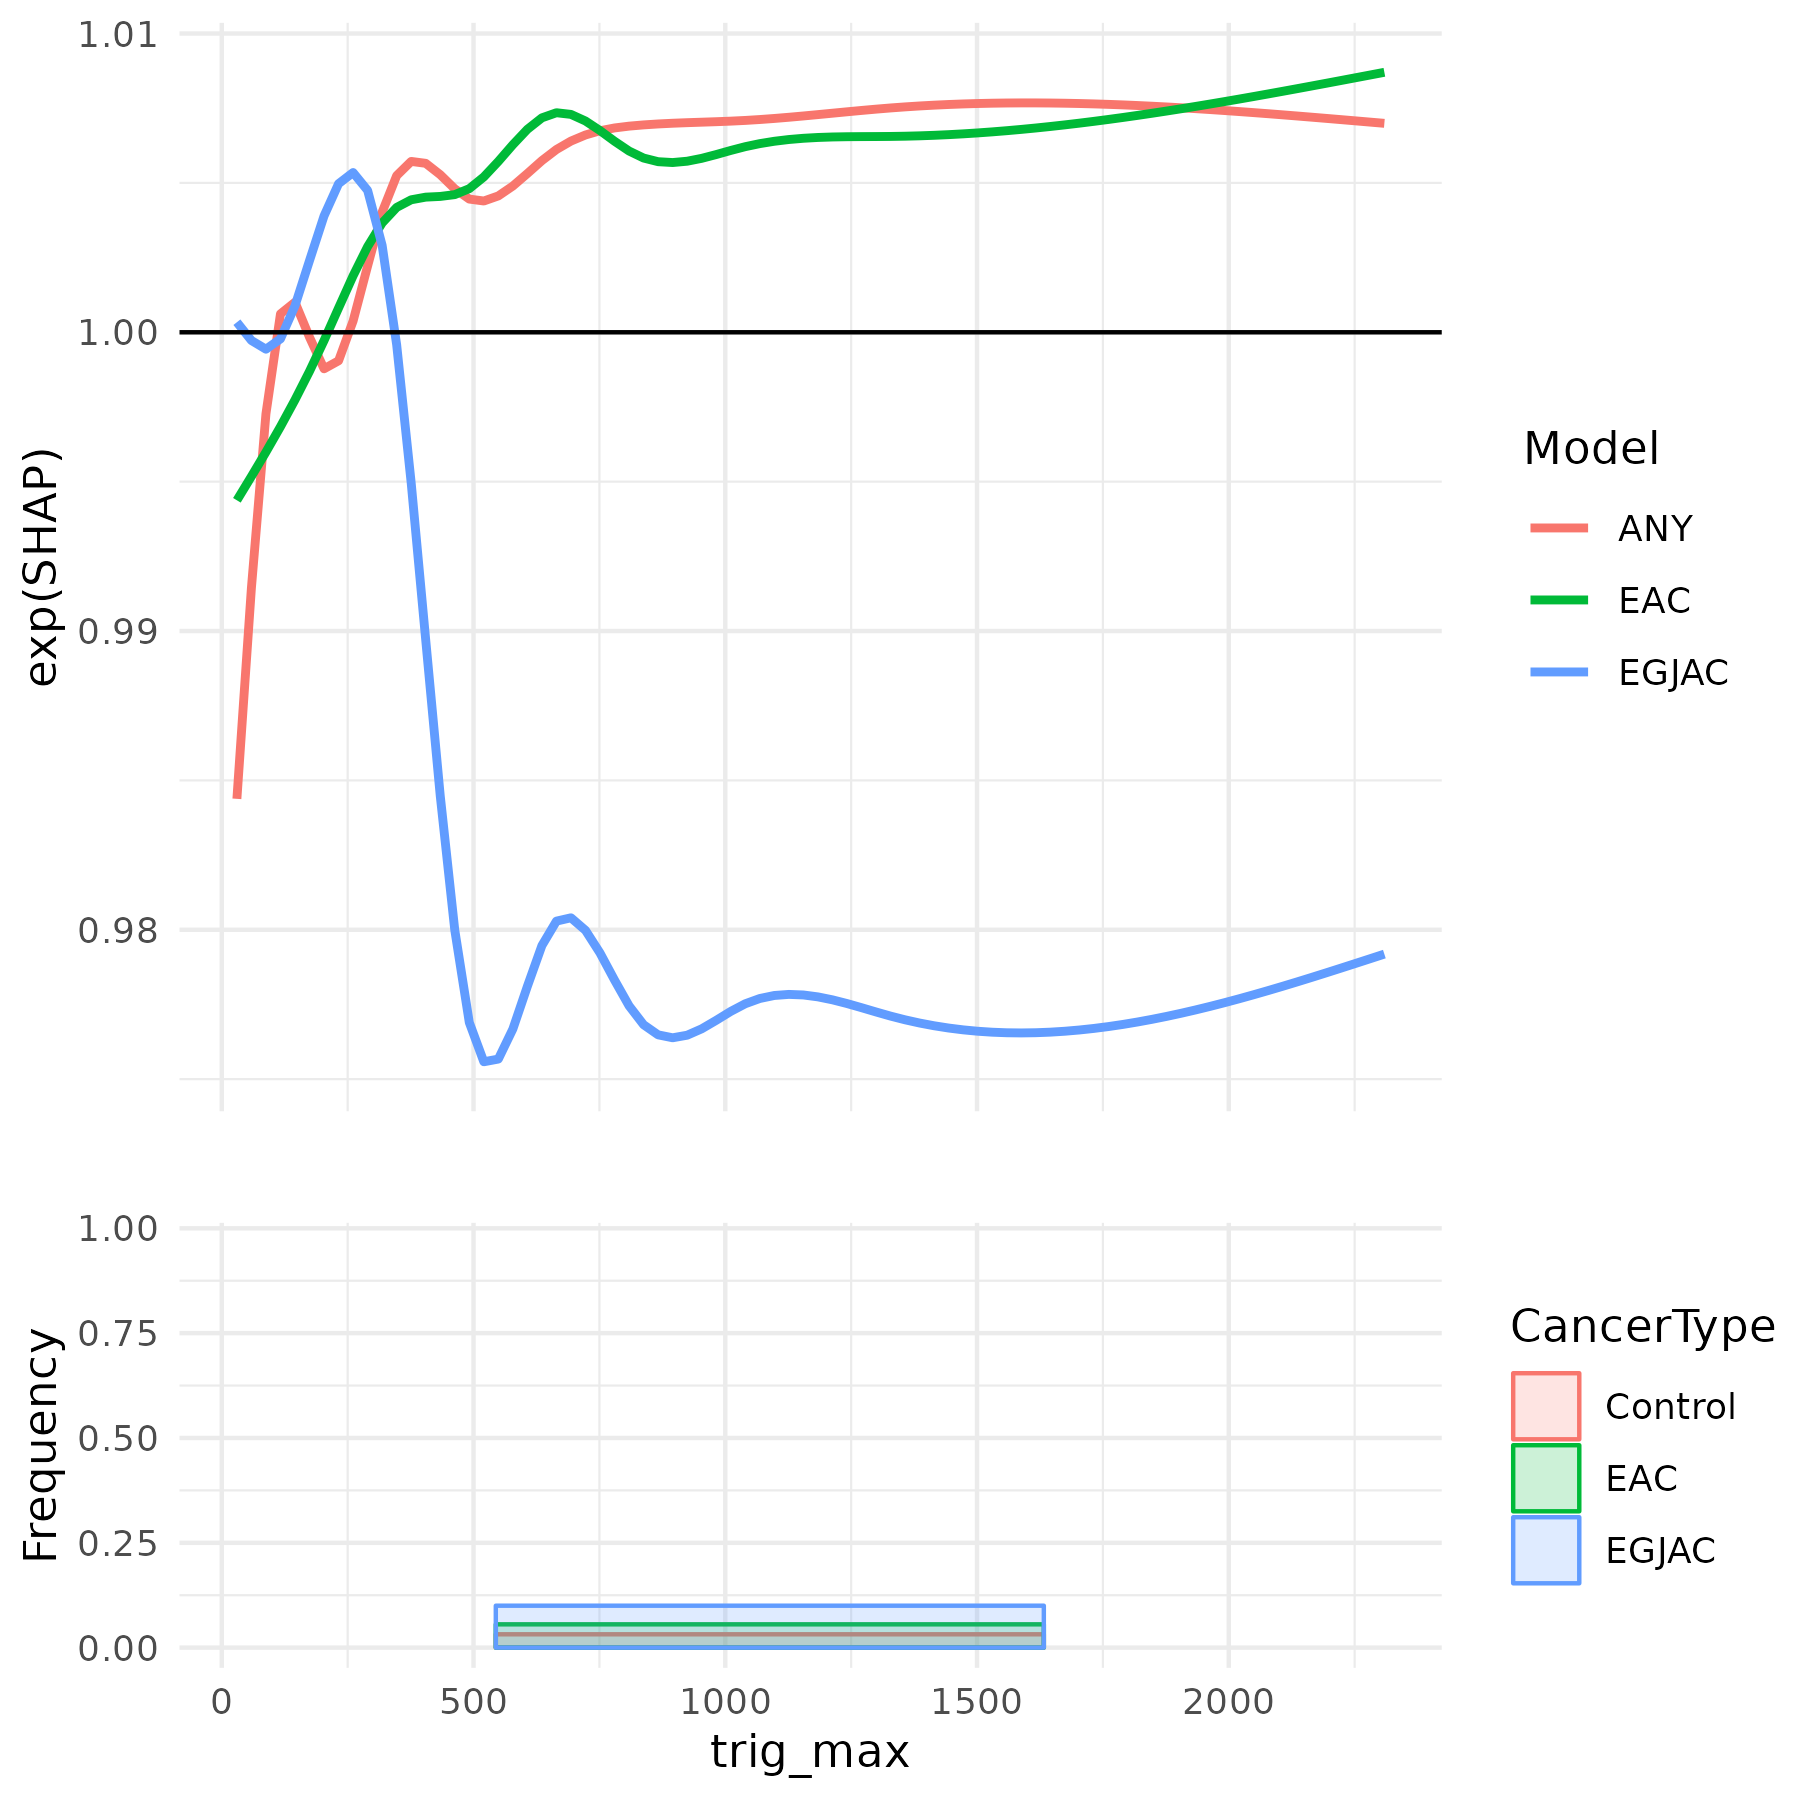 1.01
1.00
0.99
0.98
exp(SHAP)
Model
ANY
EAC
EGJAC
1.00
0.75
0.50
0.25
0.00
Frequency
0 500 1000 1500 2000
trig_max
CancerType
Control
EAC
EGJAC